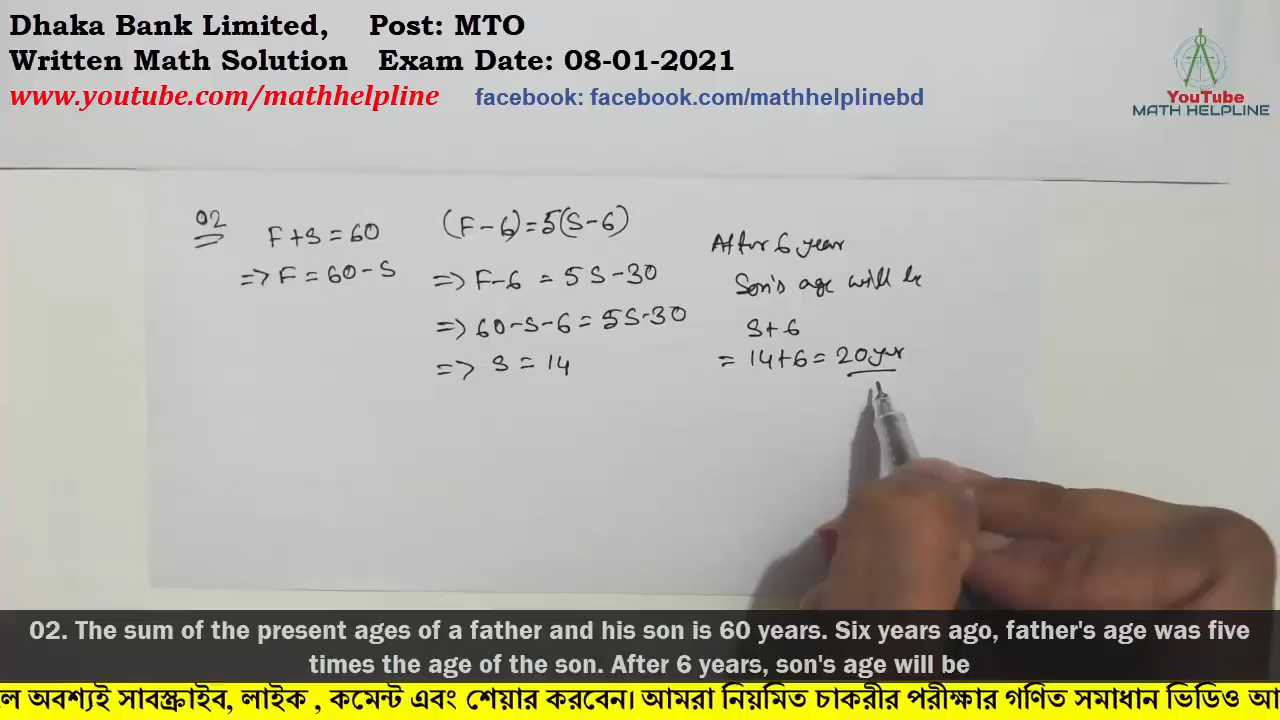 Dhaka Bank Limited, Post: MTO
Written Math Solution Exam Date: 08-01-2021
www.youtube.com/mathhelpline facebook: facebook.com/mathhelplinebd
YouTube
MATH HELPLINE
02
F+S=60
=> F = 60-S
(F-6)=5(S-6)
=> F-6 = 5S-30
=> 60-S-6=5S-30
=> S = 14
After 6 year
Son's age will be
S+6
= 14+6= 20yer
02. The sum of the present ages of a father and his son is 60 years. Six years ago, father's age was five
times the age of the son. After 6 years, son's age will be
লে অবশ্যই সাবস্ক্রাইব, লাইক , কমেন্ট এবং শেয়ার করবেন। আমরা নিয়মিত চাকরীর পরীক্ষার গণিত সমাধান ভিডিও আ